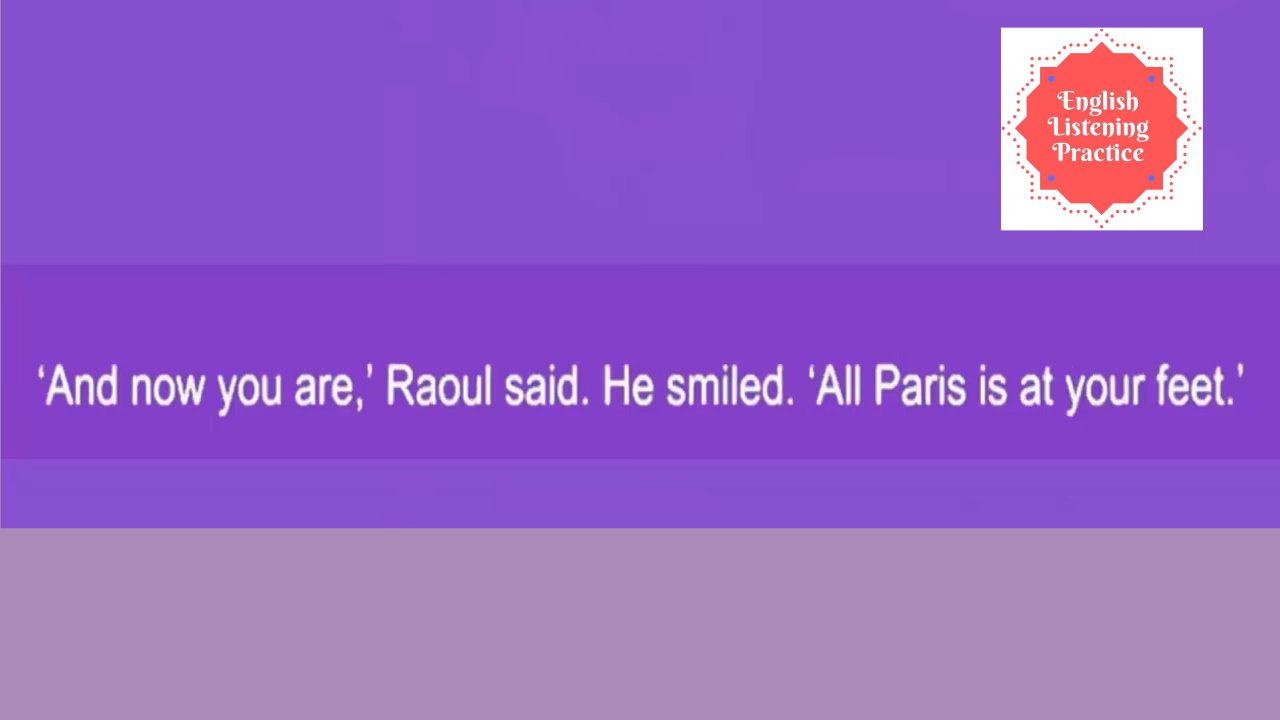 English
Listening
Practice
‘And now you are,’ Raoul said. He smiled. ‘All Paris is at your feet.’